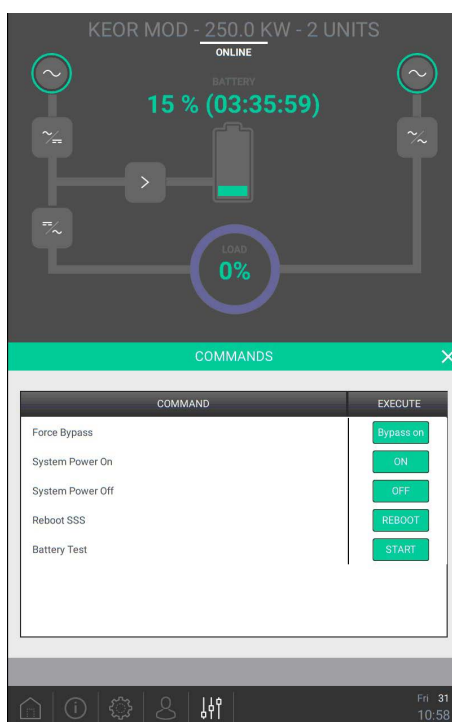 KEOR MOD - 250.0 KW - 2 UNITS
ONLINE
BATTERY
15 % (03:35:59)
LOAD
0%
COMMANDS
COMMAND EXECUTE
Force Bypass Bypass on
System Power On ON
System Power Off OFF
Reboot SSS REBOOT
Battery Test START
Fri 31
10:58